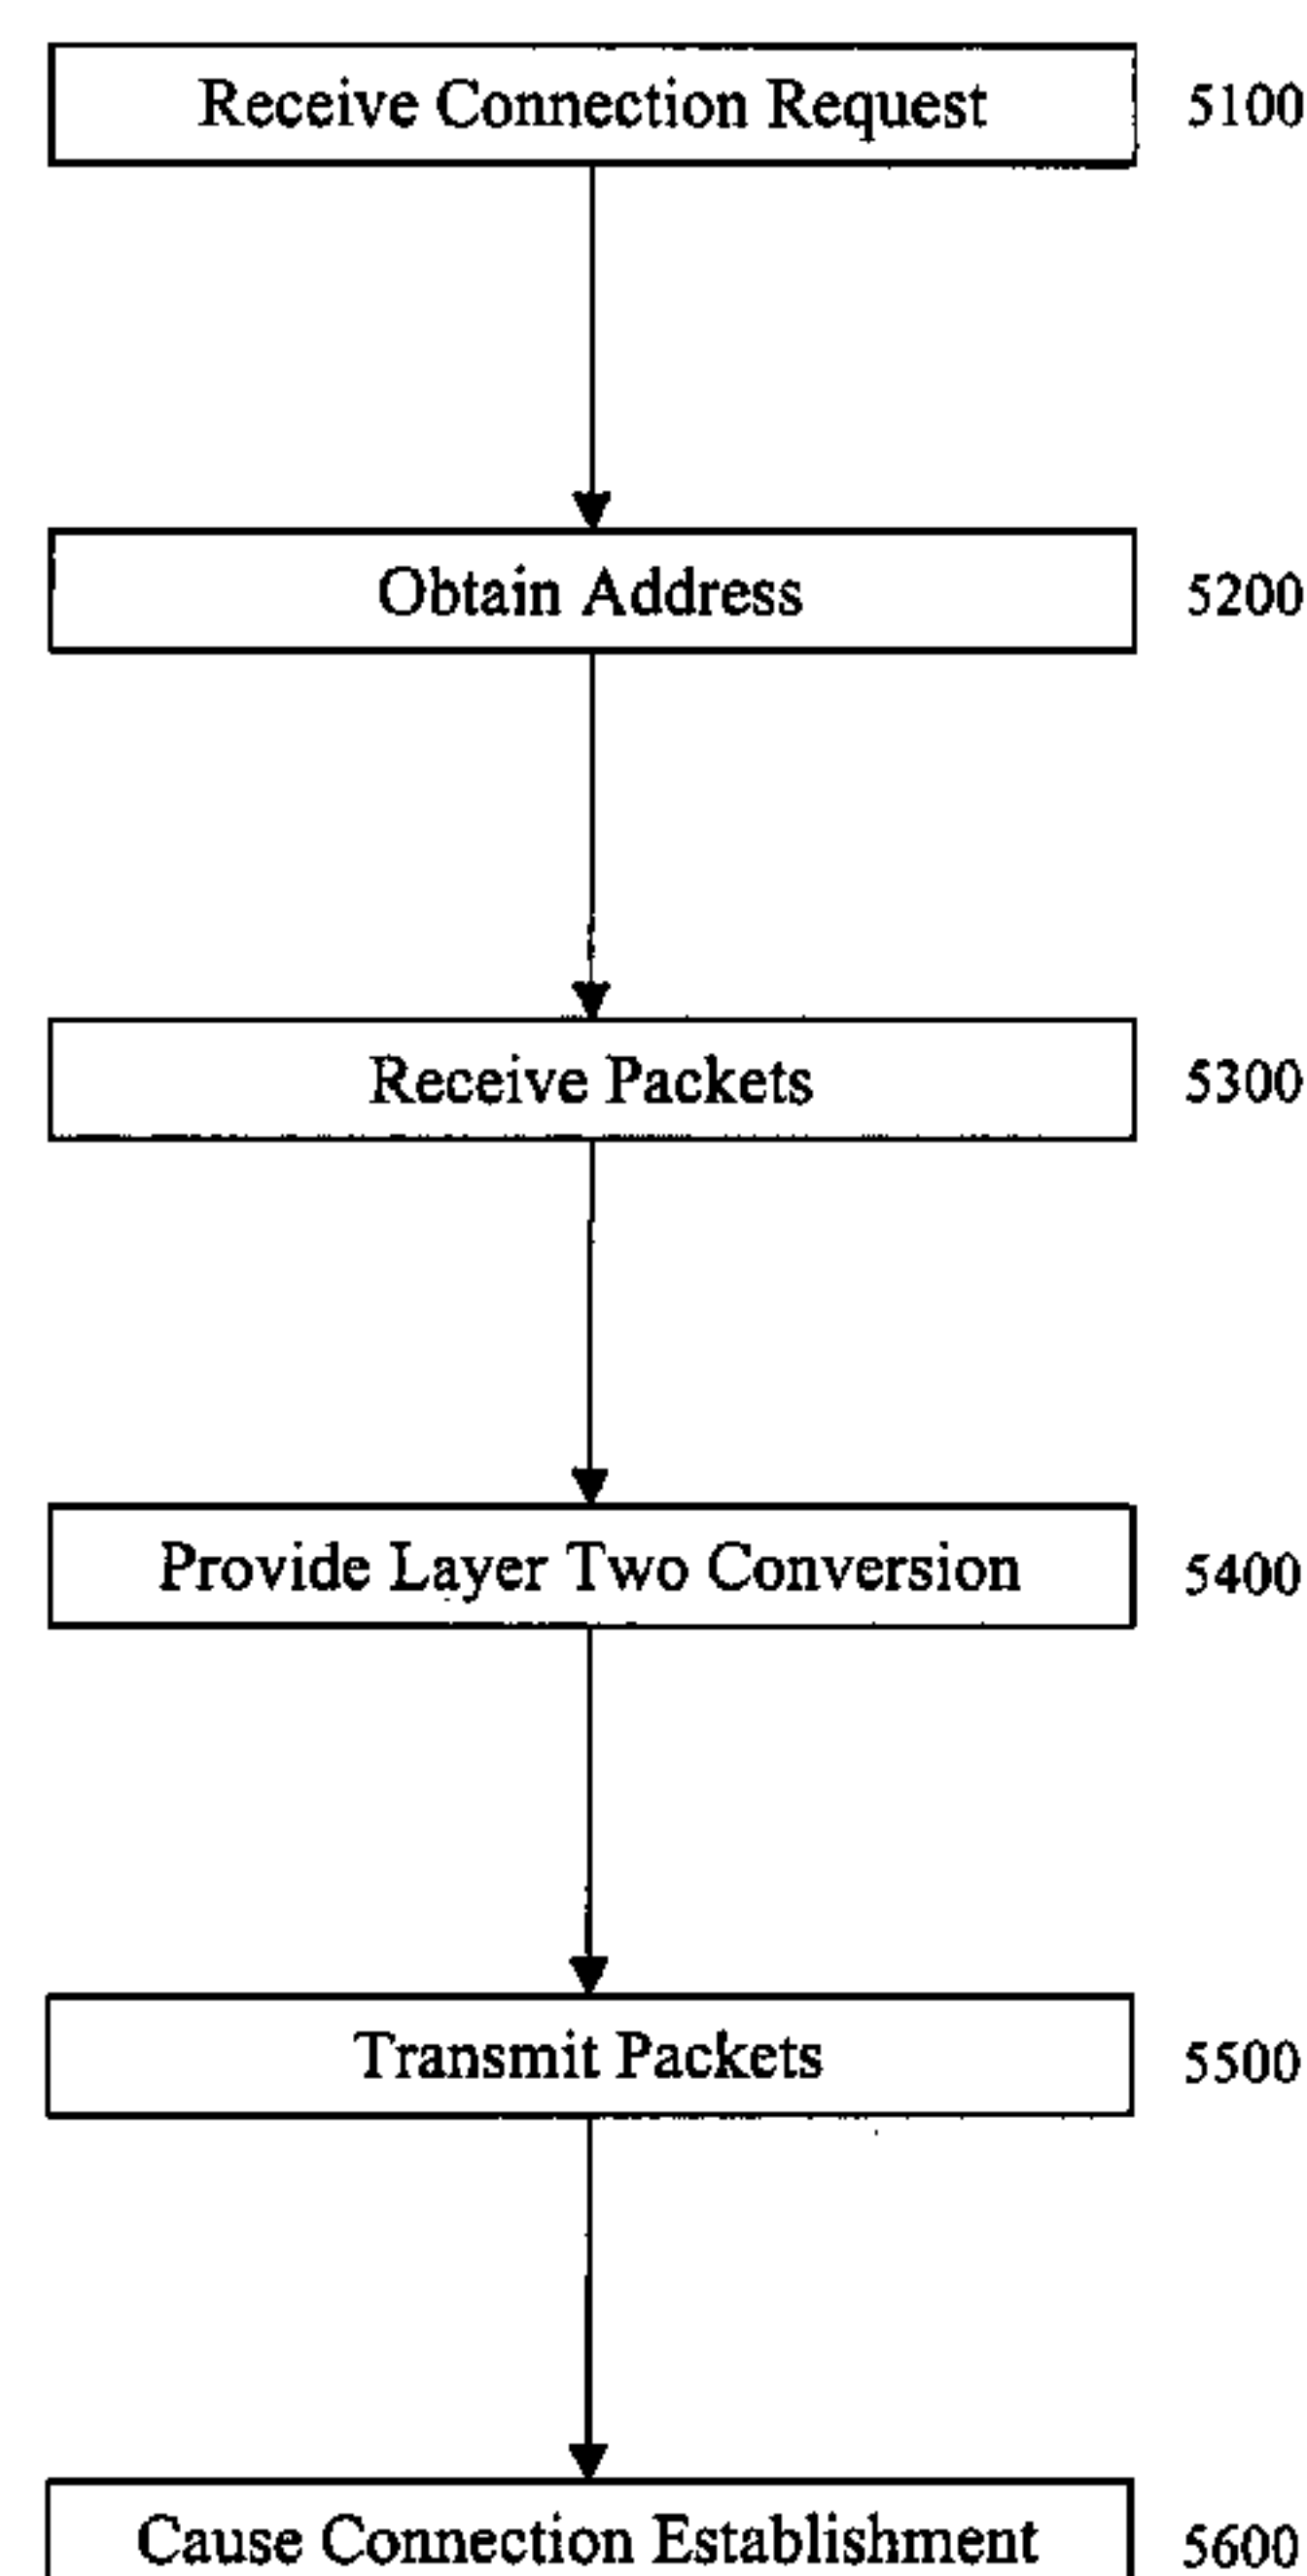 Receive Connection Request 5100
Obtain Address 5200
Receive Packets 5300
Provide Layer Two Conversion 5400
Transmit Packets 5500
Cause Connection Establishment 5600